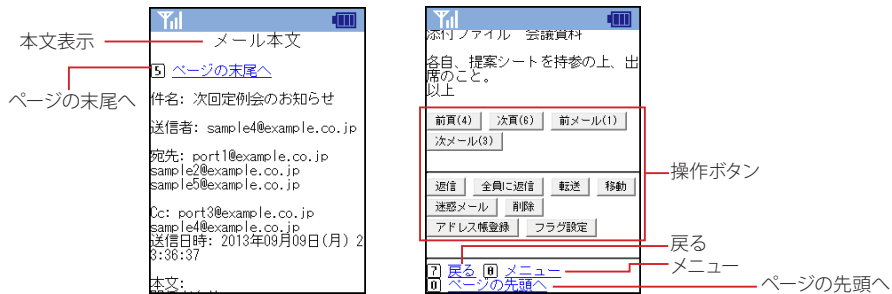 本文表示
メール本文
5 ページの末尾へ
ページの末尾へ
件名: 次回定例会のお知らせ
送信者: sample4@example.co.jp
宛先: port1@example.co.jp
sample2@example.co.jp
sample5@example.co.jp
Cc: port3@example.co.jp
sample4@example.co.jp
送信日時: 2013年09月09日(月) 2
3:36:37
本文:
添付ファイル 会議資料
各自、提案シートを持参の上、出
席のこと。
以上
前頁(4) 次頁(6) 前メール(1)
次メール(3)
操作ボタン
返信 全員に返信 転送 移動
迷惑メール 削除
アドレス帳登録 フラグ設定
戻る
メニュー
7 戻る 8 メニュー
0 ページの先頭へ
ページの先頭へ